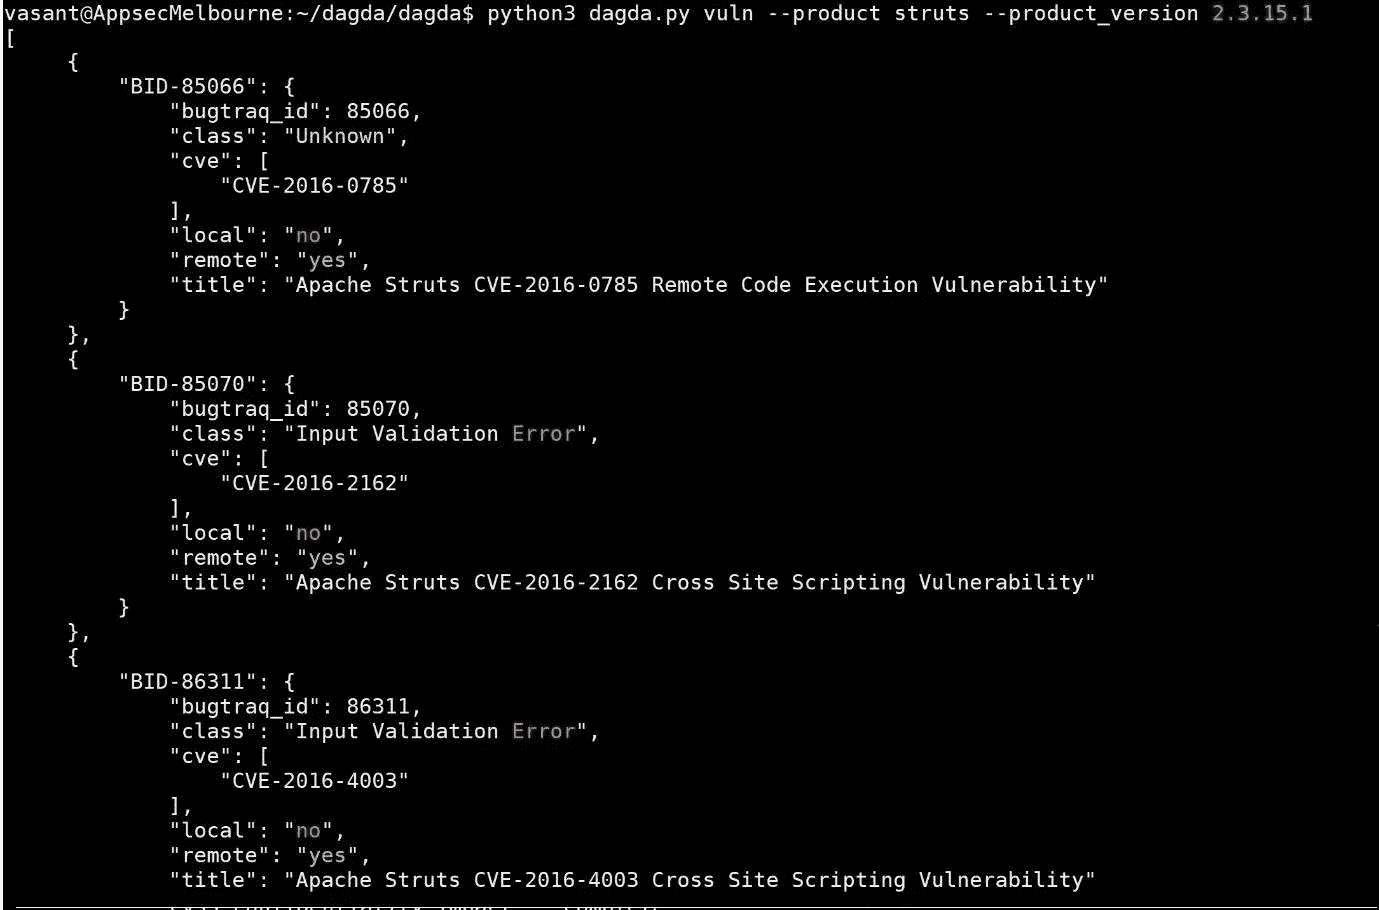 vasant@AppsecMelbourne:~/dagda/dagda$ python3 dagda.py vuln --product struts --product_version 2.3.15.1
[
    {
        "BID-85066": {
            "bugtraq_id": 85066,
            "class": "Unknown",
            "cve": [
                "CVE-2016-0785"
            ],
            "local": "no",
            "remote": "yes",
            "title": "Apache Struts CVE-2016-0785 Remote Code Execution Vulnerability"
        }
    },
    {
        "BID-85070": {
            "bugtraq_id": 85070,
            "class": "Input Validation Error",
            "cve": [
                "CVE-2016-2162"
            ],
            "local": "no",
            "remote": "yes",
            "title": "Apache Struts CVE-2016-2162 Cross Site Scripting Vulnerability"
        }
    },
    {
        "BID-86311": {
            "bugtraq_id": 86311,
            "class": "Input Validation Error",
            "cve": [
                "CVE-2016-4003"
            ],
            "local": "no",
            "remote": "yes",
            "title": "Apache Struts CVE-2016-4003 Cross Site Scripting Vulnerability"